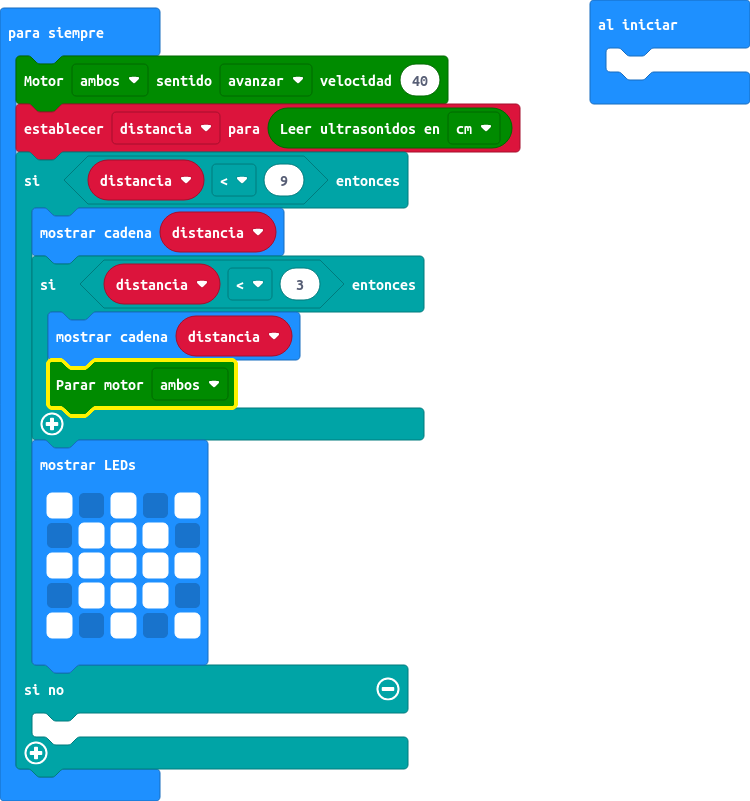 para siempre
al iniciar
Motor ambos sentido avanzar velocidad 40
establecer distancia para Leer ultrasonidos en cm
si distancia < 9 entonces
mostrar cadena distancia
si distancia < 3 entonces
mostrar cadena distancia
Parar motor ambos
mostrar LEDs
si no